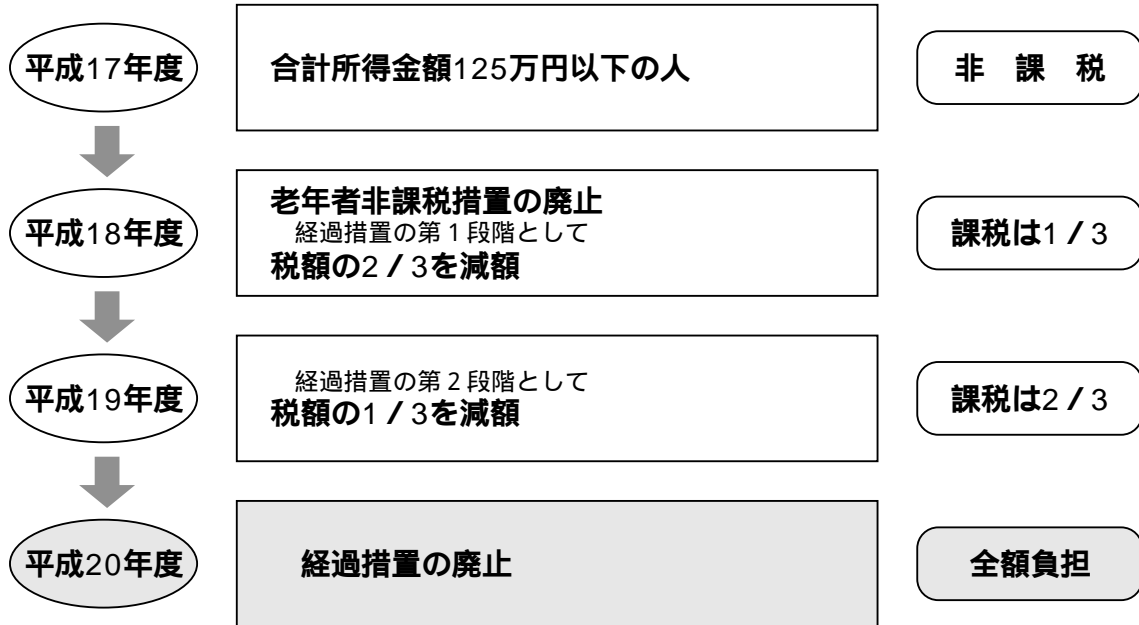 平成17年度
合計所得金額125万円以下の人
非　課　税
平成18年度
老年者非課税措置の廃止
経過措置の第１段階として
税額の2／3を減額
課税は1／3
平成19年度
経過措置の第２段階として
税額の1／3を減額
課税は2／3
平成20年度
経過措置の廃止
全額負担